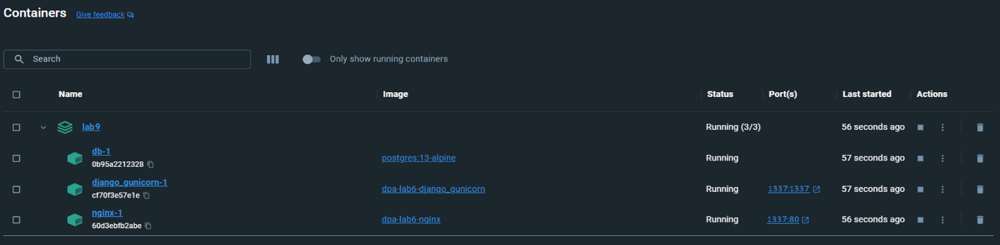 Containers Give feedback
Search Only show running containers
Name Image Status Port(s) Last started Actions
lab9 Running (3/3) 56 seconds ago
db-1
0b95a2212328 postgres:13-alpine Running 57 seconds ago
django_gunicorn-1
cf70f3e57e1e dpa-lab6-django_gunicorn Running 1337:1337 57 seconds ago
nginx-1
60d3ebfb2abe dpa-lab6-nginx Running 1337:80 56 seconds ago